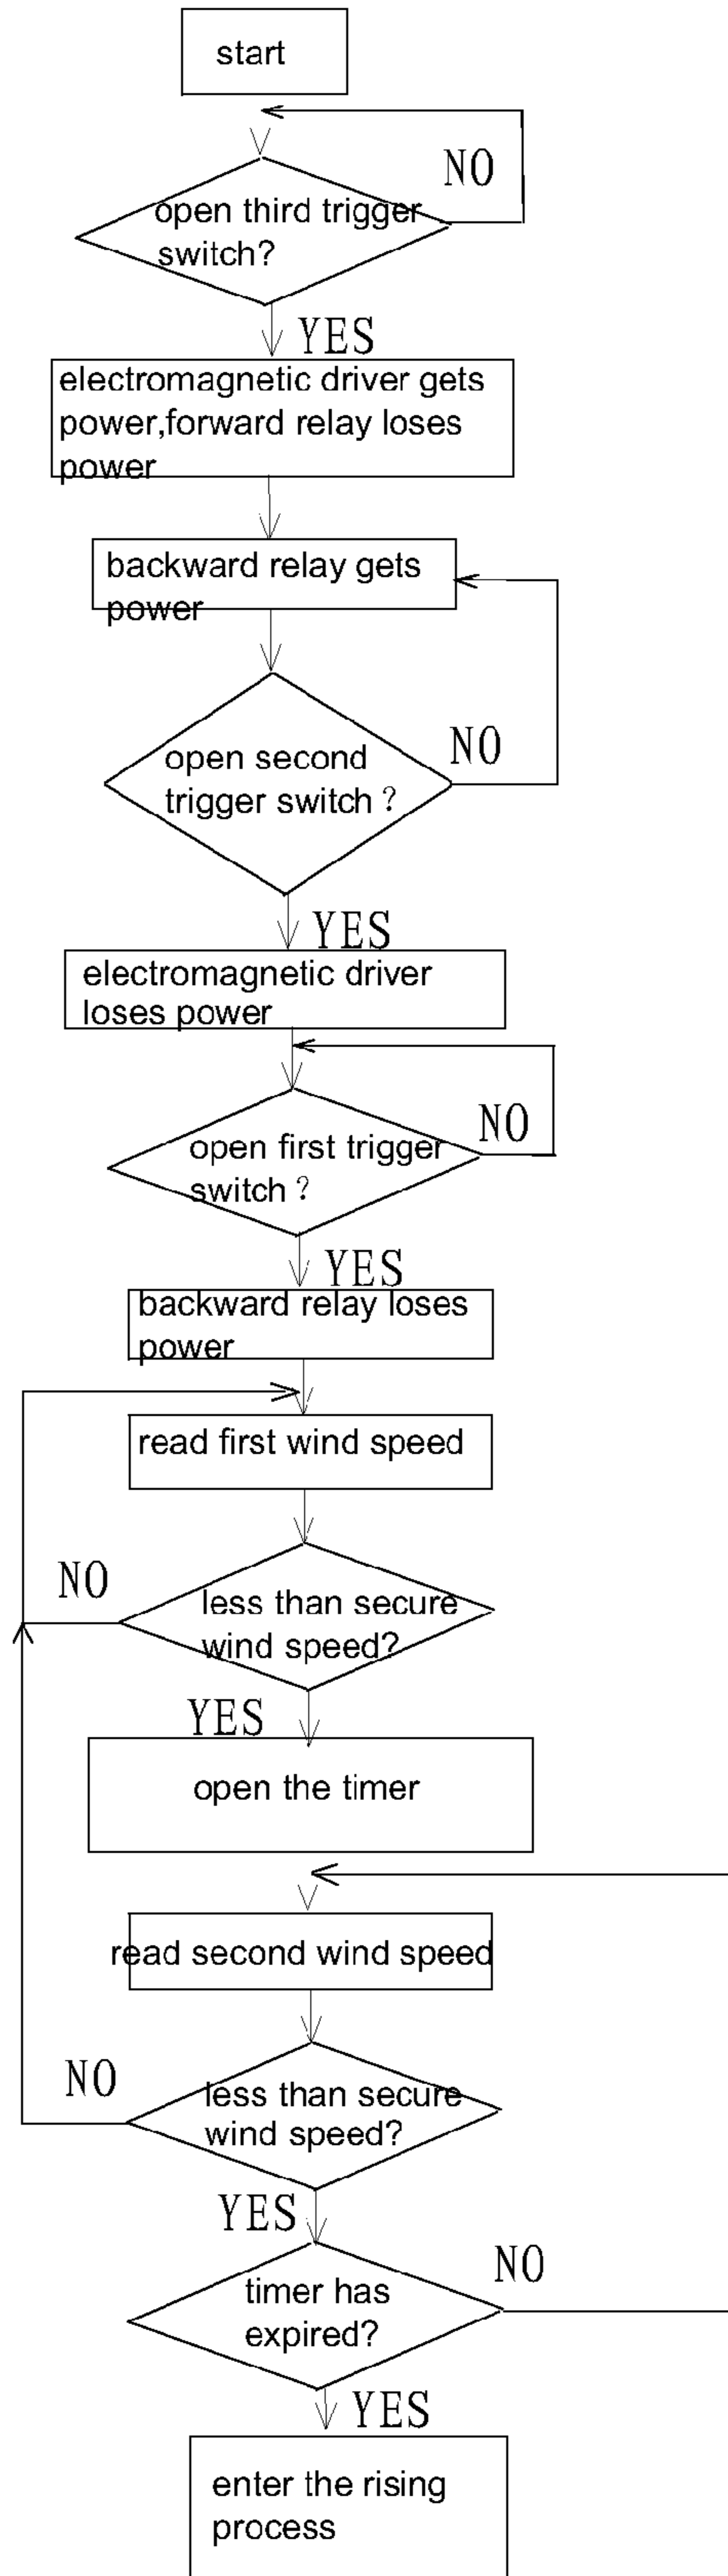 start
NO
open third trigger
switch?
YES
electromagnetic driver gets
power,forward relay loses
power
backward relay gets
power
NO
open second
trigger switch？
YES
electromagnetic driver
loses power
NO
open first trigger
switch？
YES
backward relay loses
power
read first wind speed
NO
less than secure
wind speed?
YES
open the timer
read second wind speed
NO
less than secure
wind speed?
YES
NO
timer has
expired?
YES
enter the rising
process